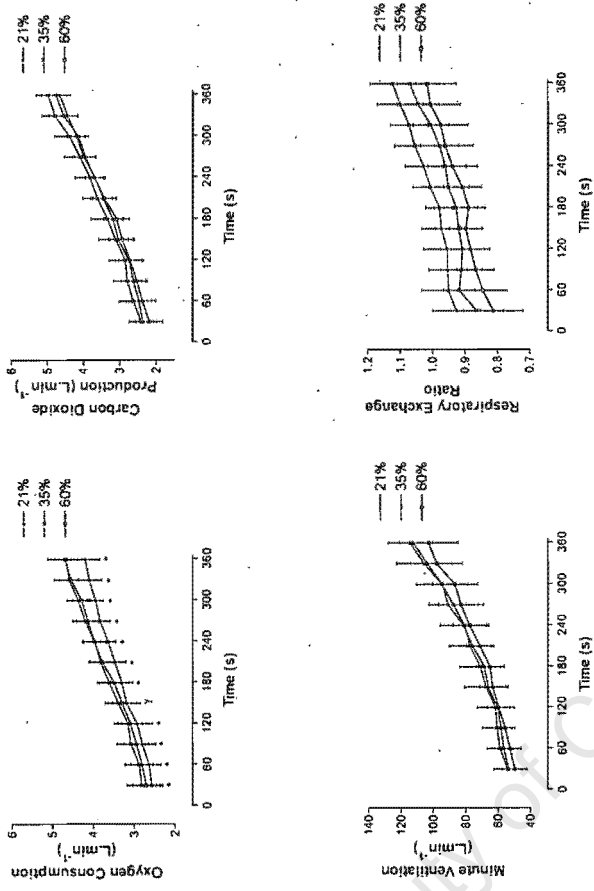 Oxygen Consumption
6
5
4
3
2
0 60 120 180 240 300 360
Time (s)
21%
35%
60%
*
γ
Carbon Dioxide
Production (L.min⁻¹)
6
5
4
3
2
0 60 120 180 240 300 360
Time (s)
21%
35%
60%
Minute Ventilation
(L.min⁻¹)
140
120
100
80
60
40
0 60 120 180 240 300 360
Time (s)
21%
35%
60%
Respiratory Exchange
Ratio
1.2
1.1
1.0
0.9
0.8
0.7
0 60 120 180 240 300 360
Time (s)
21%
35%
60%
ity of C